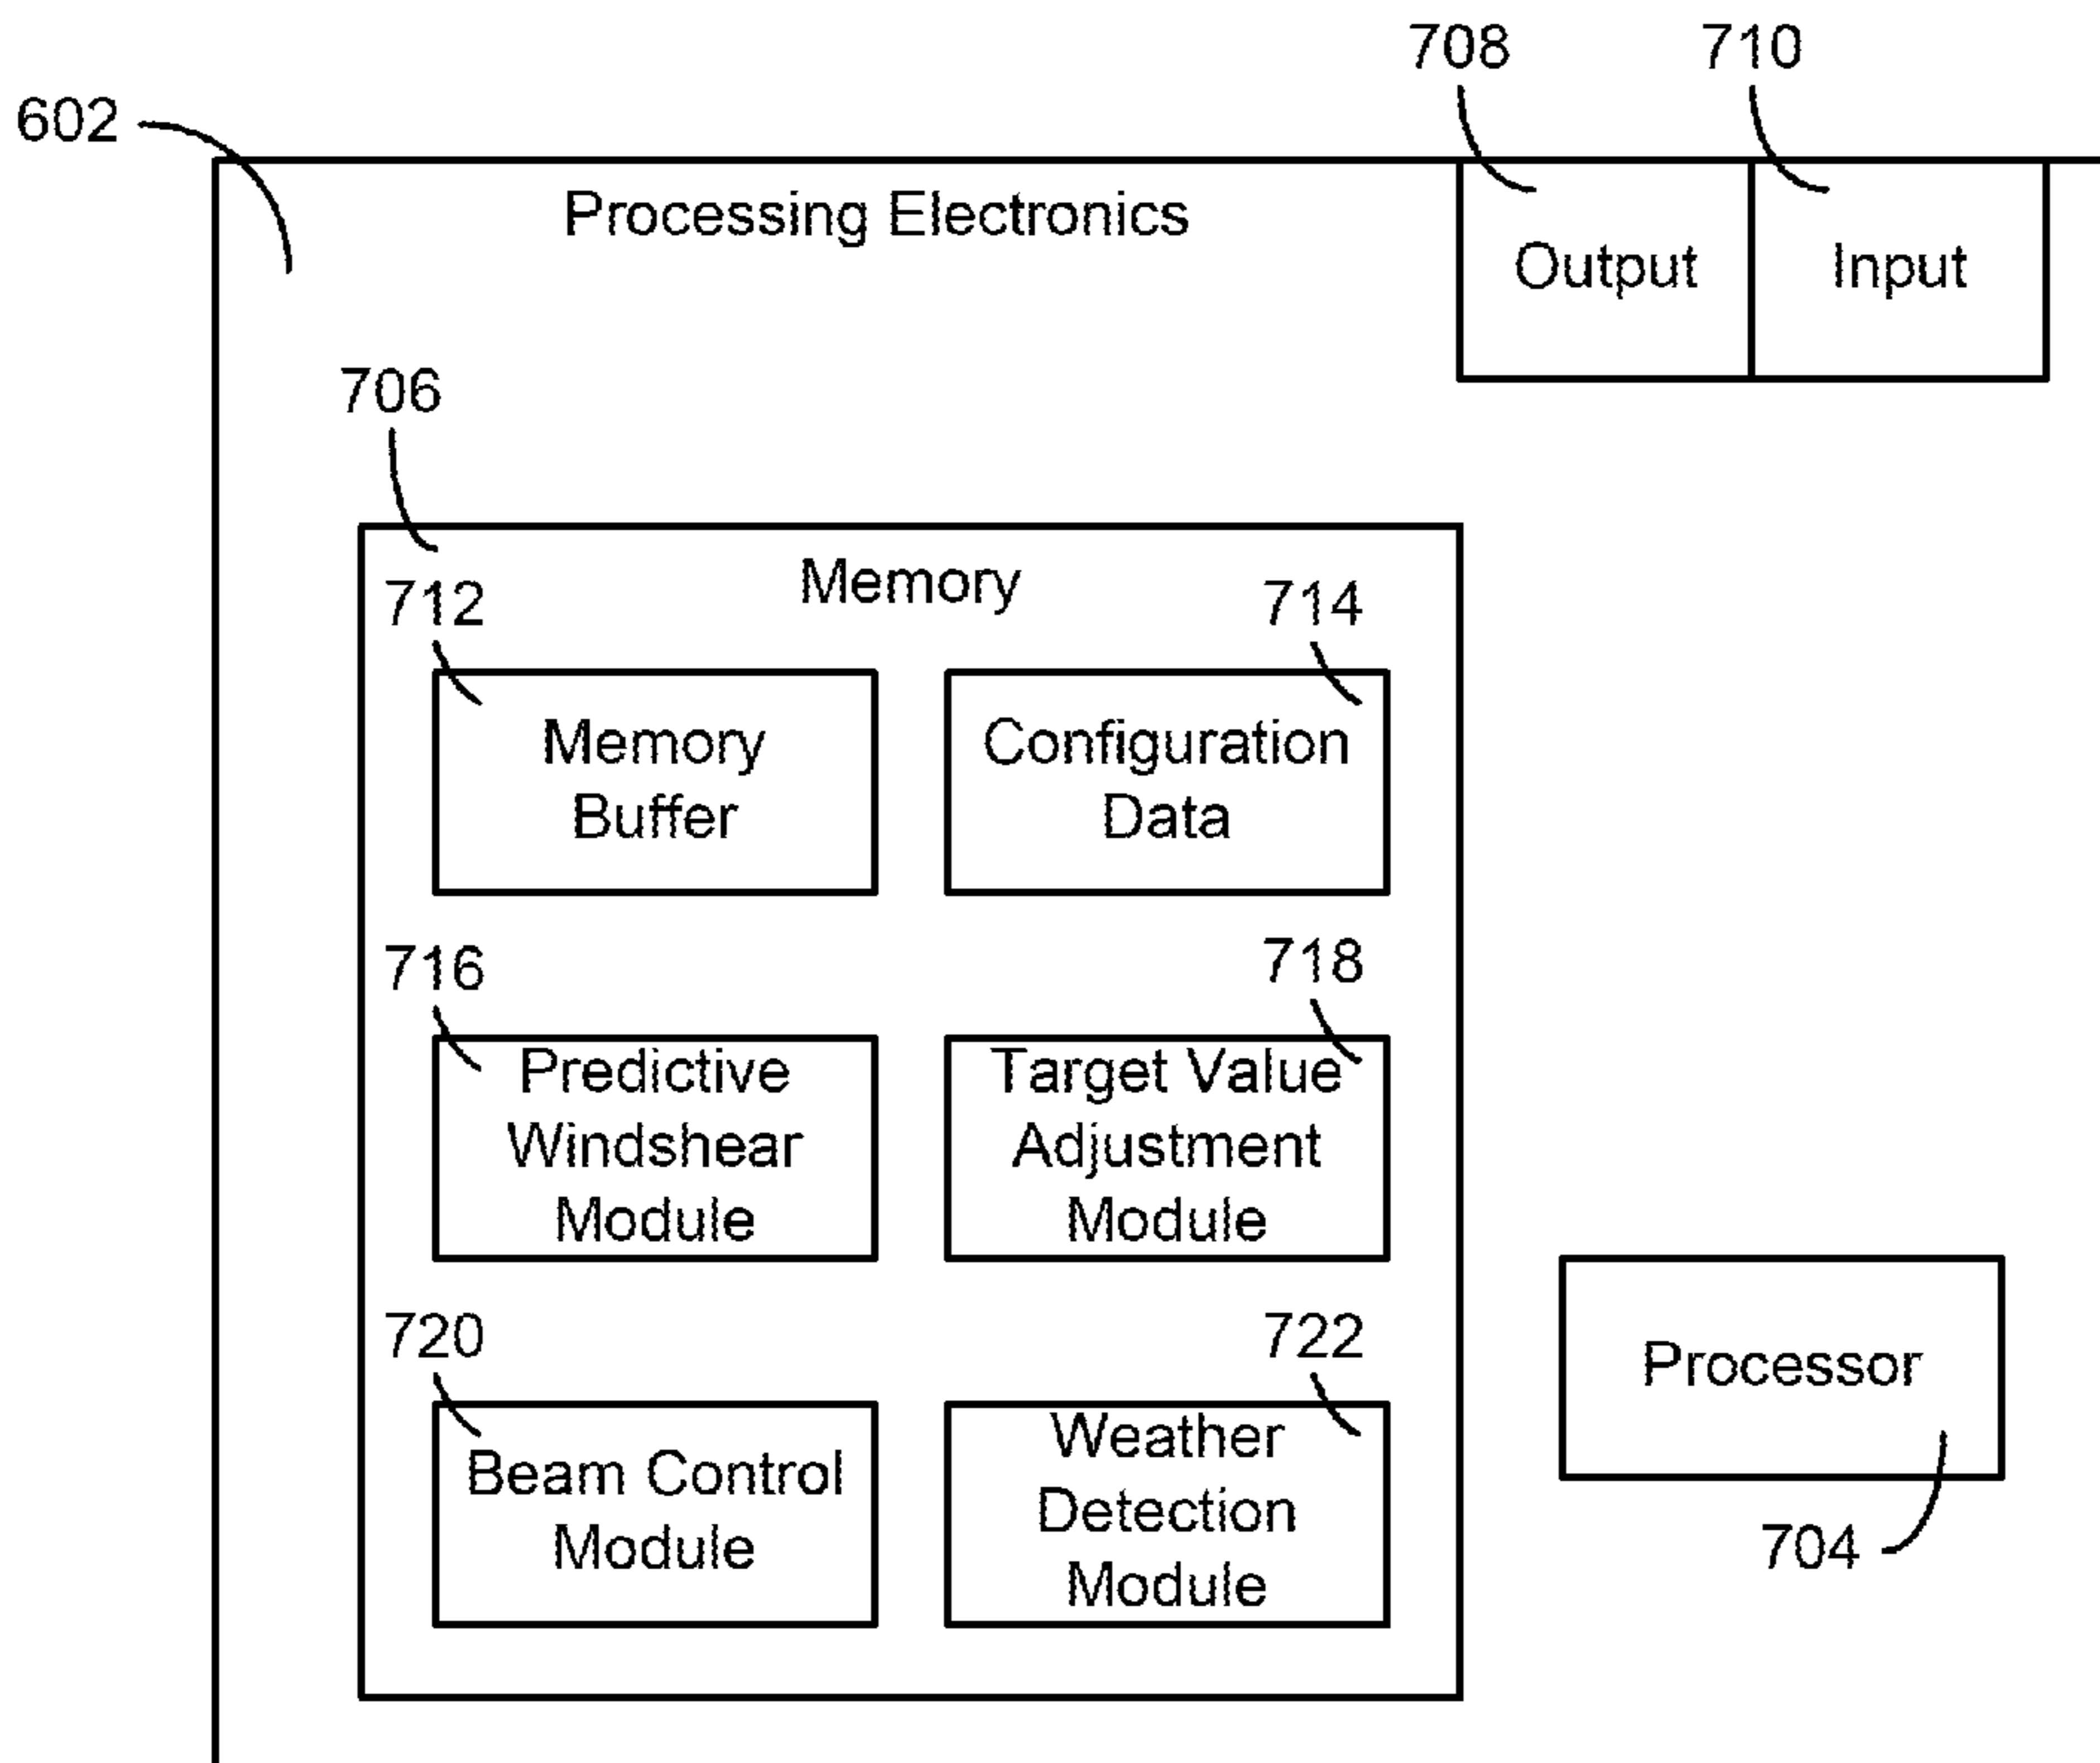 708
710
602
Processing Electronics
Output
Input
706
Memory
712
714
Memory
Buffer
Configuration
Data
716
718
Predictive
Windshear
Module
Target Value
Adjustment
Module
720
722
Beam Control
Module
Weather
Detection
Module
Processor
704